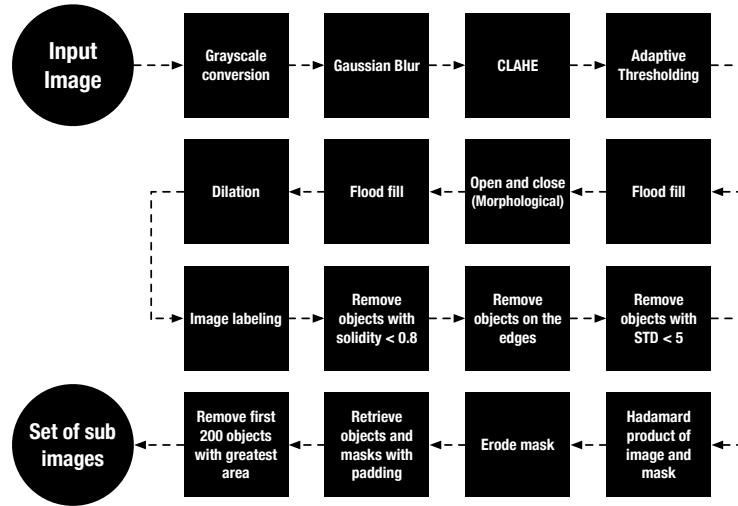 Input
Image
Grayscale
conversion
Gaussian Blur
CLAHE
Adaptive
Thresholding
Dilation
Flood fill
Open and close
(Morphological)
Flood fill
Image labeling
Remove
objects with
solidity < 0.8
Remove
objects on the
edges
Remove
objects with
STD < 5
Set of sub
images
Remove first
200 objects
with greatest
area
Retrieve
objects and
masks with
padding
Erode mask
Hadamard
product of
image and
mask